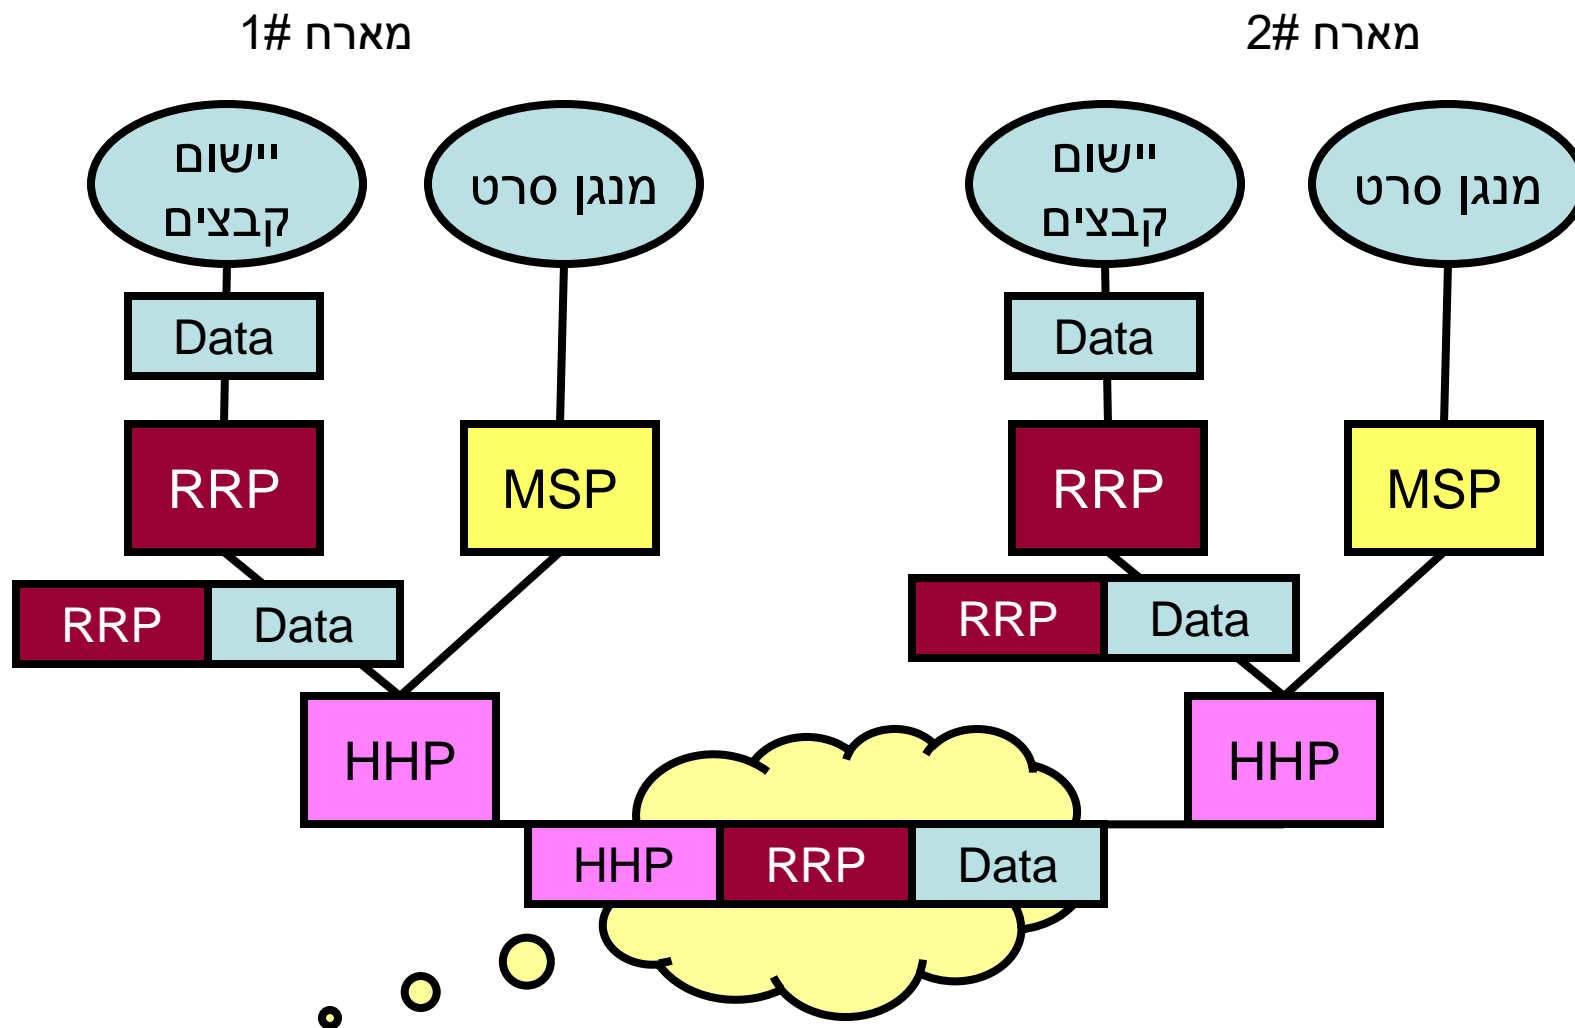 מארח #1
מארח #2
יישום
קבצים
מנגן סרט
יישום
קבצים
מנגן סרט
Data
Data
RRP
MSP
RRP
MSP
RRP Data
RRP Data
HHP
HHP
HHP RRP Data